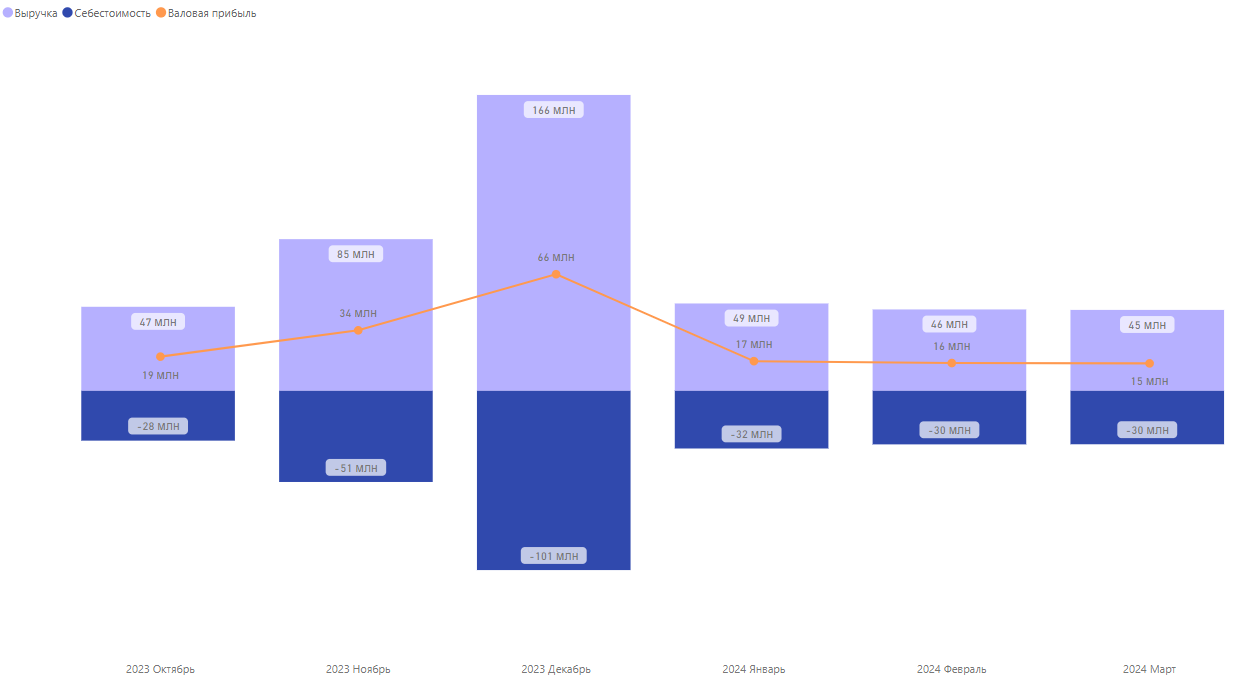 Выручка Себестоимость Валовая прибыль
166 млн
66 млн
85 млн
34 млн
47 млн
49 млн
46 млн
45 млн
17 млн
16 млн
19 млн
15 млн
-28 млн
-32 млн
-30 млн
-30 млн
-51 млн
-101 млн
2023 Октябрь 2023 Ноябрь 2023 Декабрь 2024 Январь 2024 Февраль 2024 Март